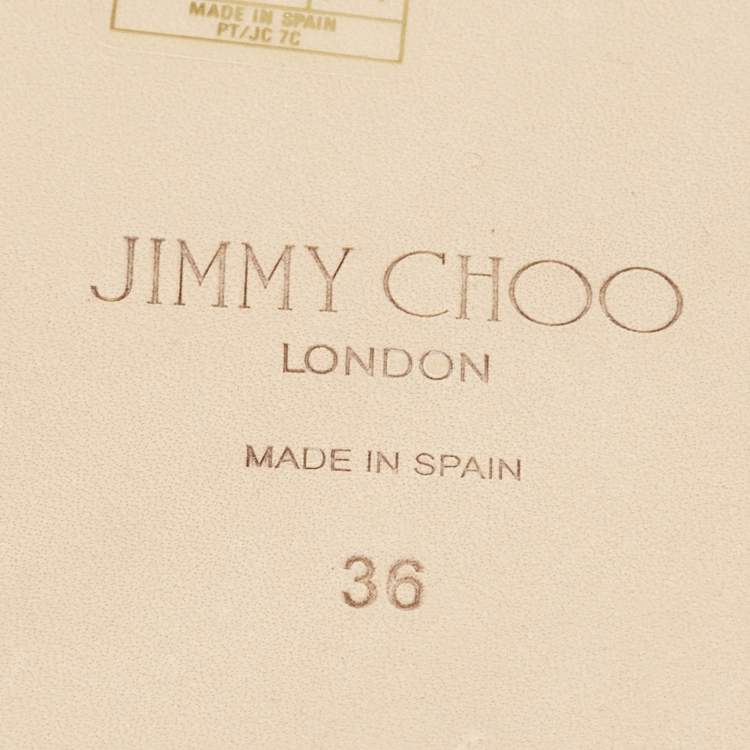 MADE IN SPAIN
PT/JC 7C
JIMMY CHOO
LONDON
MADE IN SPAIN
36